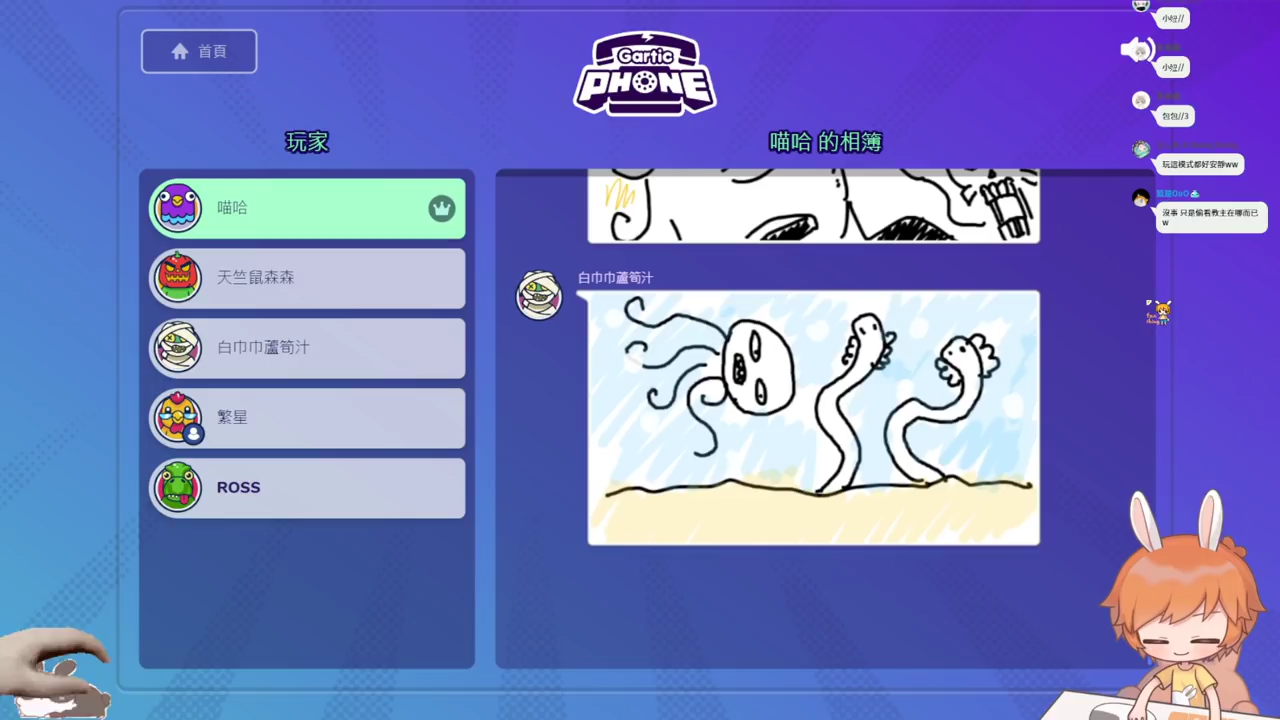 首頁
Gartic
PHONE
玩家
喵哈 的相簿
喵哈
天竺鼠森森
白巾巾蘆筍汁
繁星
ROSS
白巾巾蘆筍汁
小短//
小短//
包包//3
玩這模式都好安靜ww
沒事 只是偷看教主在哪而已
w